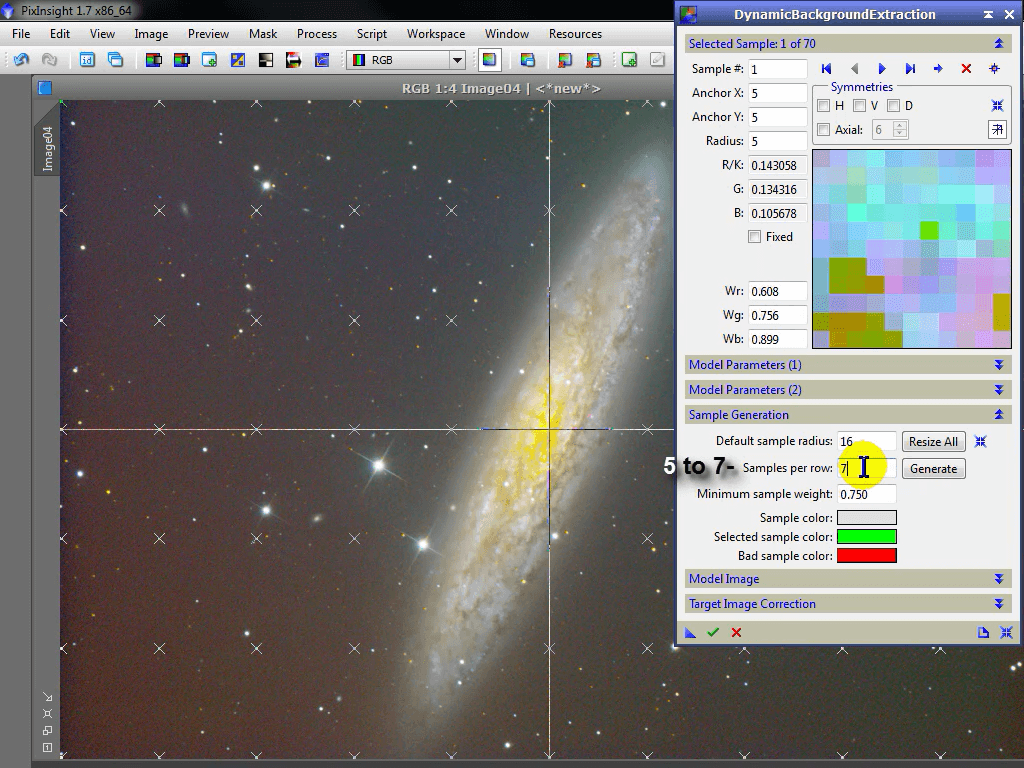 PixInsight 1.7 x86_64
File Edit View Image Preview Mask Process Script Workspace Window Resources
RGB
RGB 1:4 Image04 | <*new*>
Image04
DynamicBackgroundExtraction
Selected Sample: 1 of 70
Sample #: 1
Anchor X: 5
Anchor Y: 5
Radius: 5
R/K: 0.143058
G: 0.134316
B: 0.105678
Fixed
Wr: 0.608
Wg: 0.756
Wb: 0.899
Symmetries
H V D
Axial: 6
Model Parameters (1)
Model Parameters (2)
Sample Generation
Default sample radius: 16 Resize All
5 to 7- Samples per row: 7 Generate
Minimum sample weight: 0.750
Sample color:
Selected sample color:
Bad sample color:
Model Image
Target Image Correction